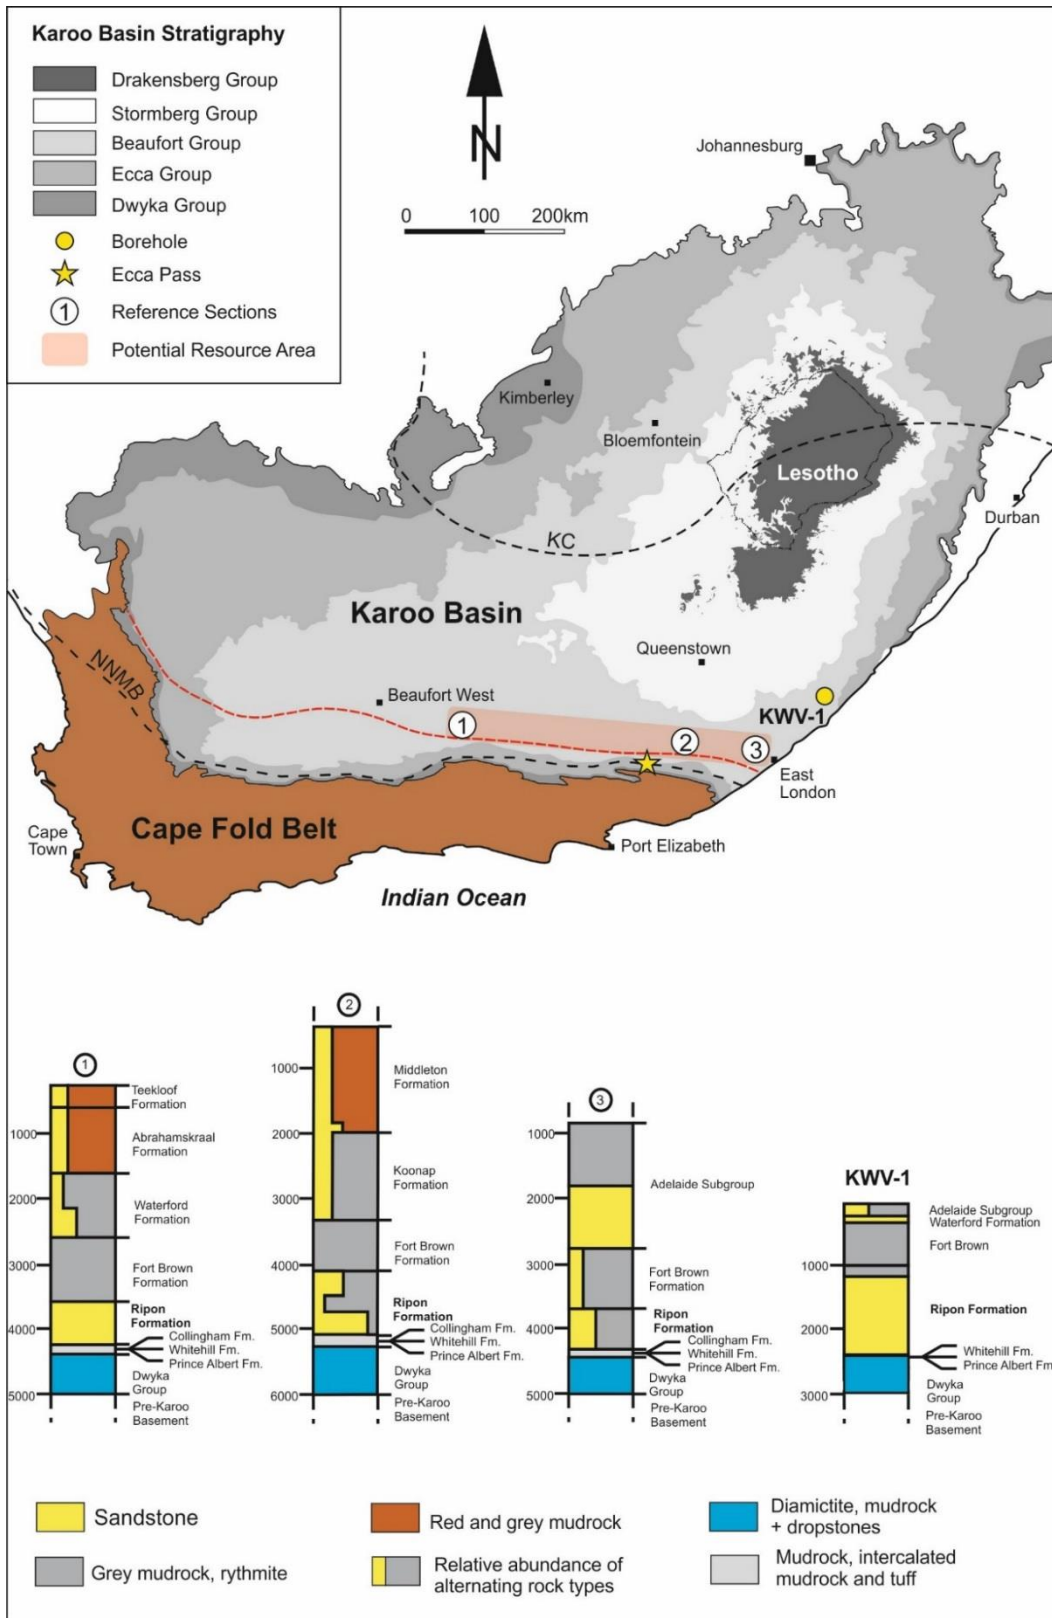 Karoo Basin Stratigraphy
Drakensberg Group
Stormberg Group
Beaufort Group
Ecca Group
Dwyka Group
Borehole
Ecca Pass
1
Reference Sections
Potential Resource Area
N
0 100 200km
Johannesburg
Kimberley
Bloemfontein
Lesotho
Durban
KC
Karoo Basin
Queenstown
NNMB
Beaufort West
KWV-1
1
2
3
East
London
Cape Fold Belt
Cape
Town
Port Elizabeth
Indian Ocean
1
1000
2000
3000
4000
5000
Teekloof
Formation
Abrahamskraal
Formation
Waterford
Formation
Fort Brown
Formation
Ripon
Formation
Collingham Fm.
Whitehill Fm.
Prince Albert Fm.
Dwyka
Group
Pre-Karoo
Basement
2
1000
2000
3000
4000
5000
6000
Middleton
Formation
Koonap
Formation
Fort Brown
Formation
Ripon
Formation
Collingham Fm.
Whitehill Fm.
Prince Albert Fm.
Dwyka
Group
Pre-Karoo
Basement
3
1000
2000
3000
4000
5000
Adelaide Subgroup
Fort Brown
Formation
Ripon
Formation
Collingham Fm.
Whitehill Fm.
Prince Albert Fm.
Dwyka
Group
Pre-Karoo
Basement
KWV-1
1000
2000
3000
Adelaide Subgroup
Waterford Formation
Fort Brown
Ripon Formation
Whitehill Fm.
Prince Albert Fm
Dwyka
Group
Pre-Karoo
Basement
Sandstone
Red and grey mudrock
Diamictite, mudrock
+ dropstones
Grey mudrock, rythmite
Relative abundance of
alternating rock types
Mudrock, intercalated
mudrock and tuff